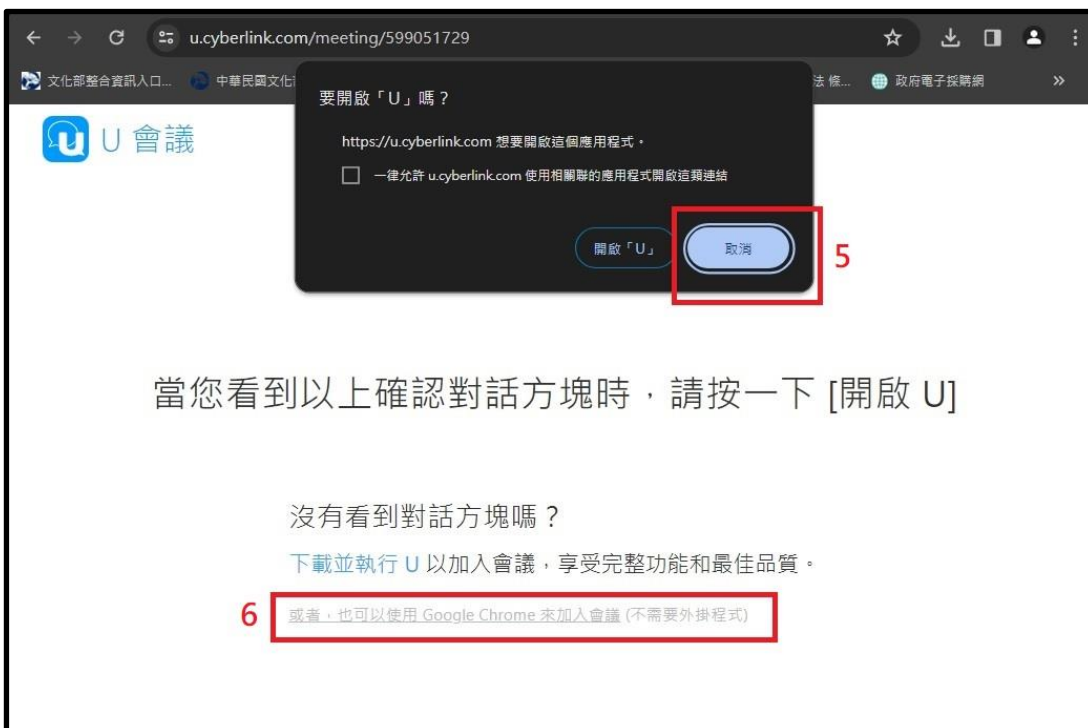 u.cyberlink.com/meeting/599051729
文化部整合資訊入口...
中華民國文化
法 條...
政府電子採購網
U 會議
要開啟「U」嗎？
https://u.cyberlink.com 想要開啟這個應用程式。
一律允許 u.cyberlink.com 使用相關聯的應用程式開啟這類連結
開啟「U」
取消
5
當您看到以上確認對話方塊時，請按一下 [開啟 U]
沒有看到對話方塊嗎？
下載並執行 U 以加入會議，享受完整功能和最佳品質。
6
或者，也可以使用 Google Chrome 來加入會議 (不需要外掛程式)